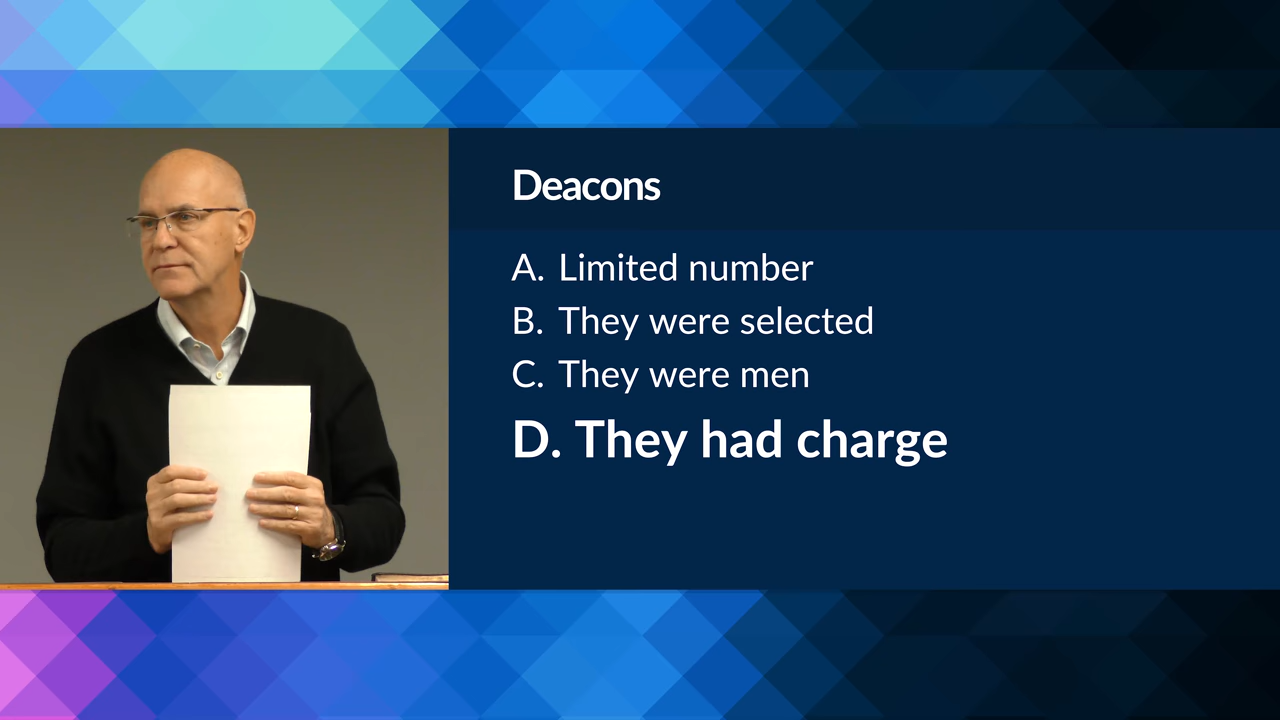 Deacons
A. Limited number
B. They were selected
C. They were men
D. They had charge